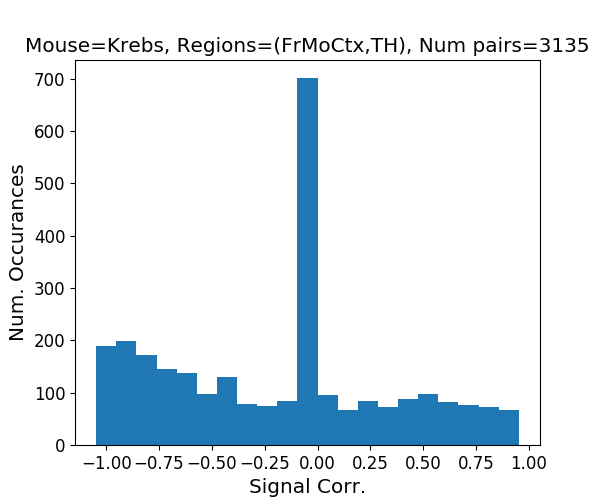 Mouse=Krebs, Regions=(FrMoCtx,TH), Num pairs=3135
700
600
500
400
300
200
100
0
Num. Occurances
−1.00 −0.75 −0.50 −0.25 0.00 0.25 0.50 0.75 1.00
Signal Corr.